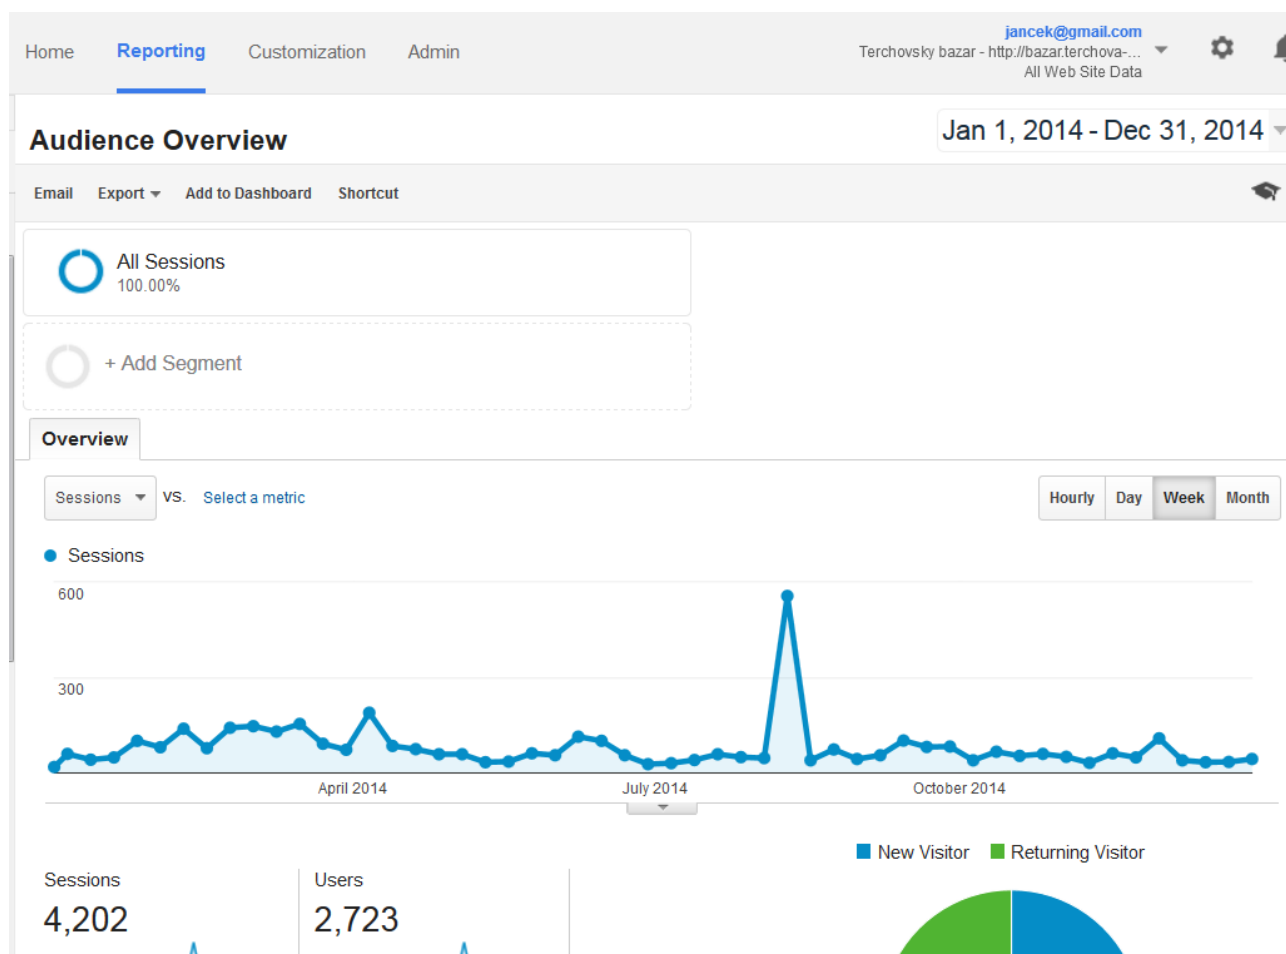 Home Reporting Customization Admin
jancek@gmail.com
Terchovsky bazar - http://bazar.terchova-...
All Web Site Data
Audience Overview
Jan 1, 2014 - Dec 31, 2014
Email Export Add to Dashboard Shortcut
All Sessions
100.00%
+ Add Segment
Overview
Sessions VS. Select a metric
Hourly Day Week Month
Sessions
600
300
April 2014 July 2014 October 2014
New Visitor Returning Visitor
Sessions Users
4,202 2,723